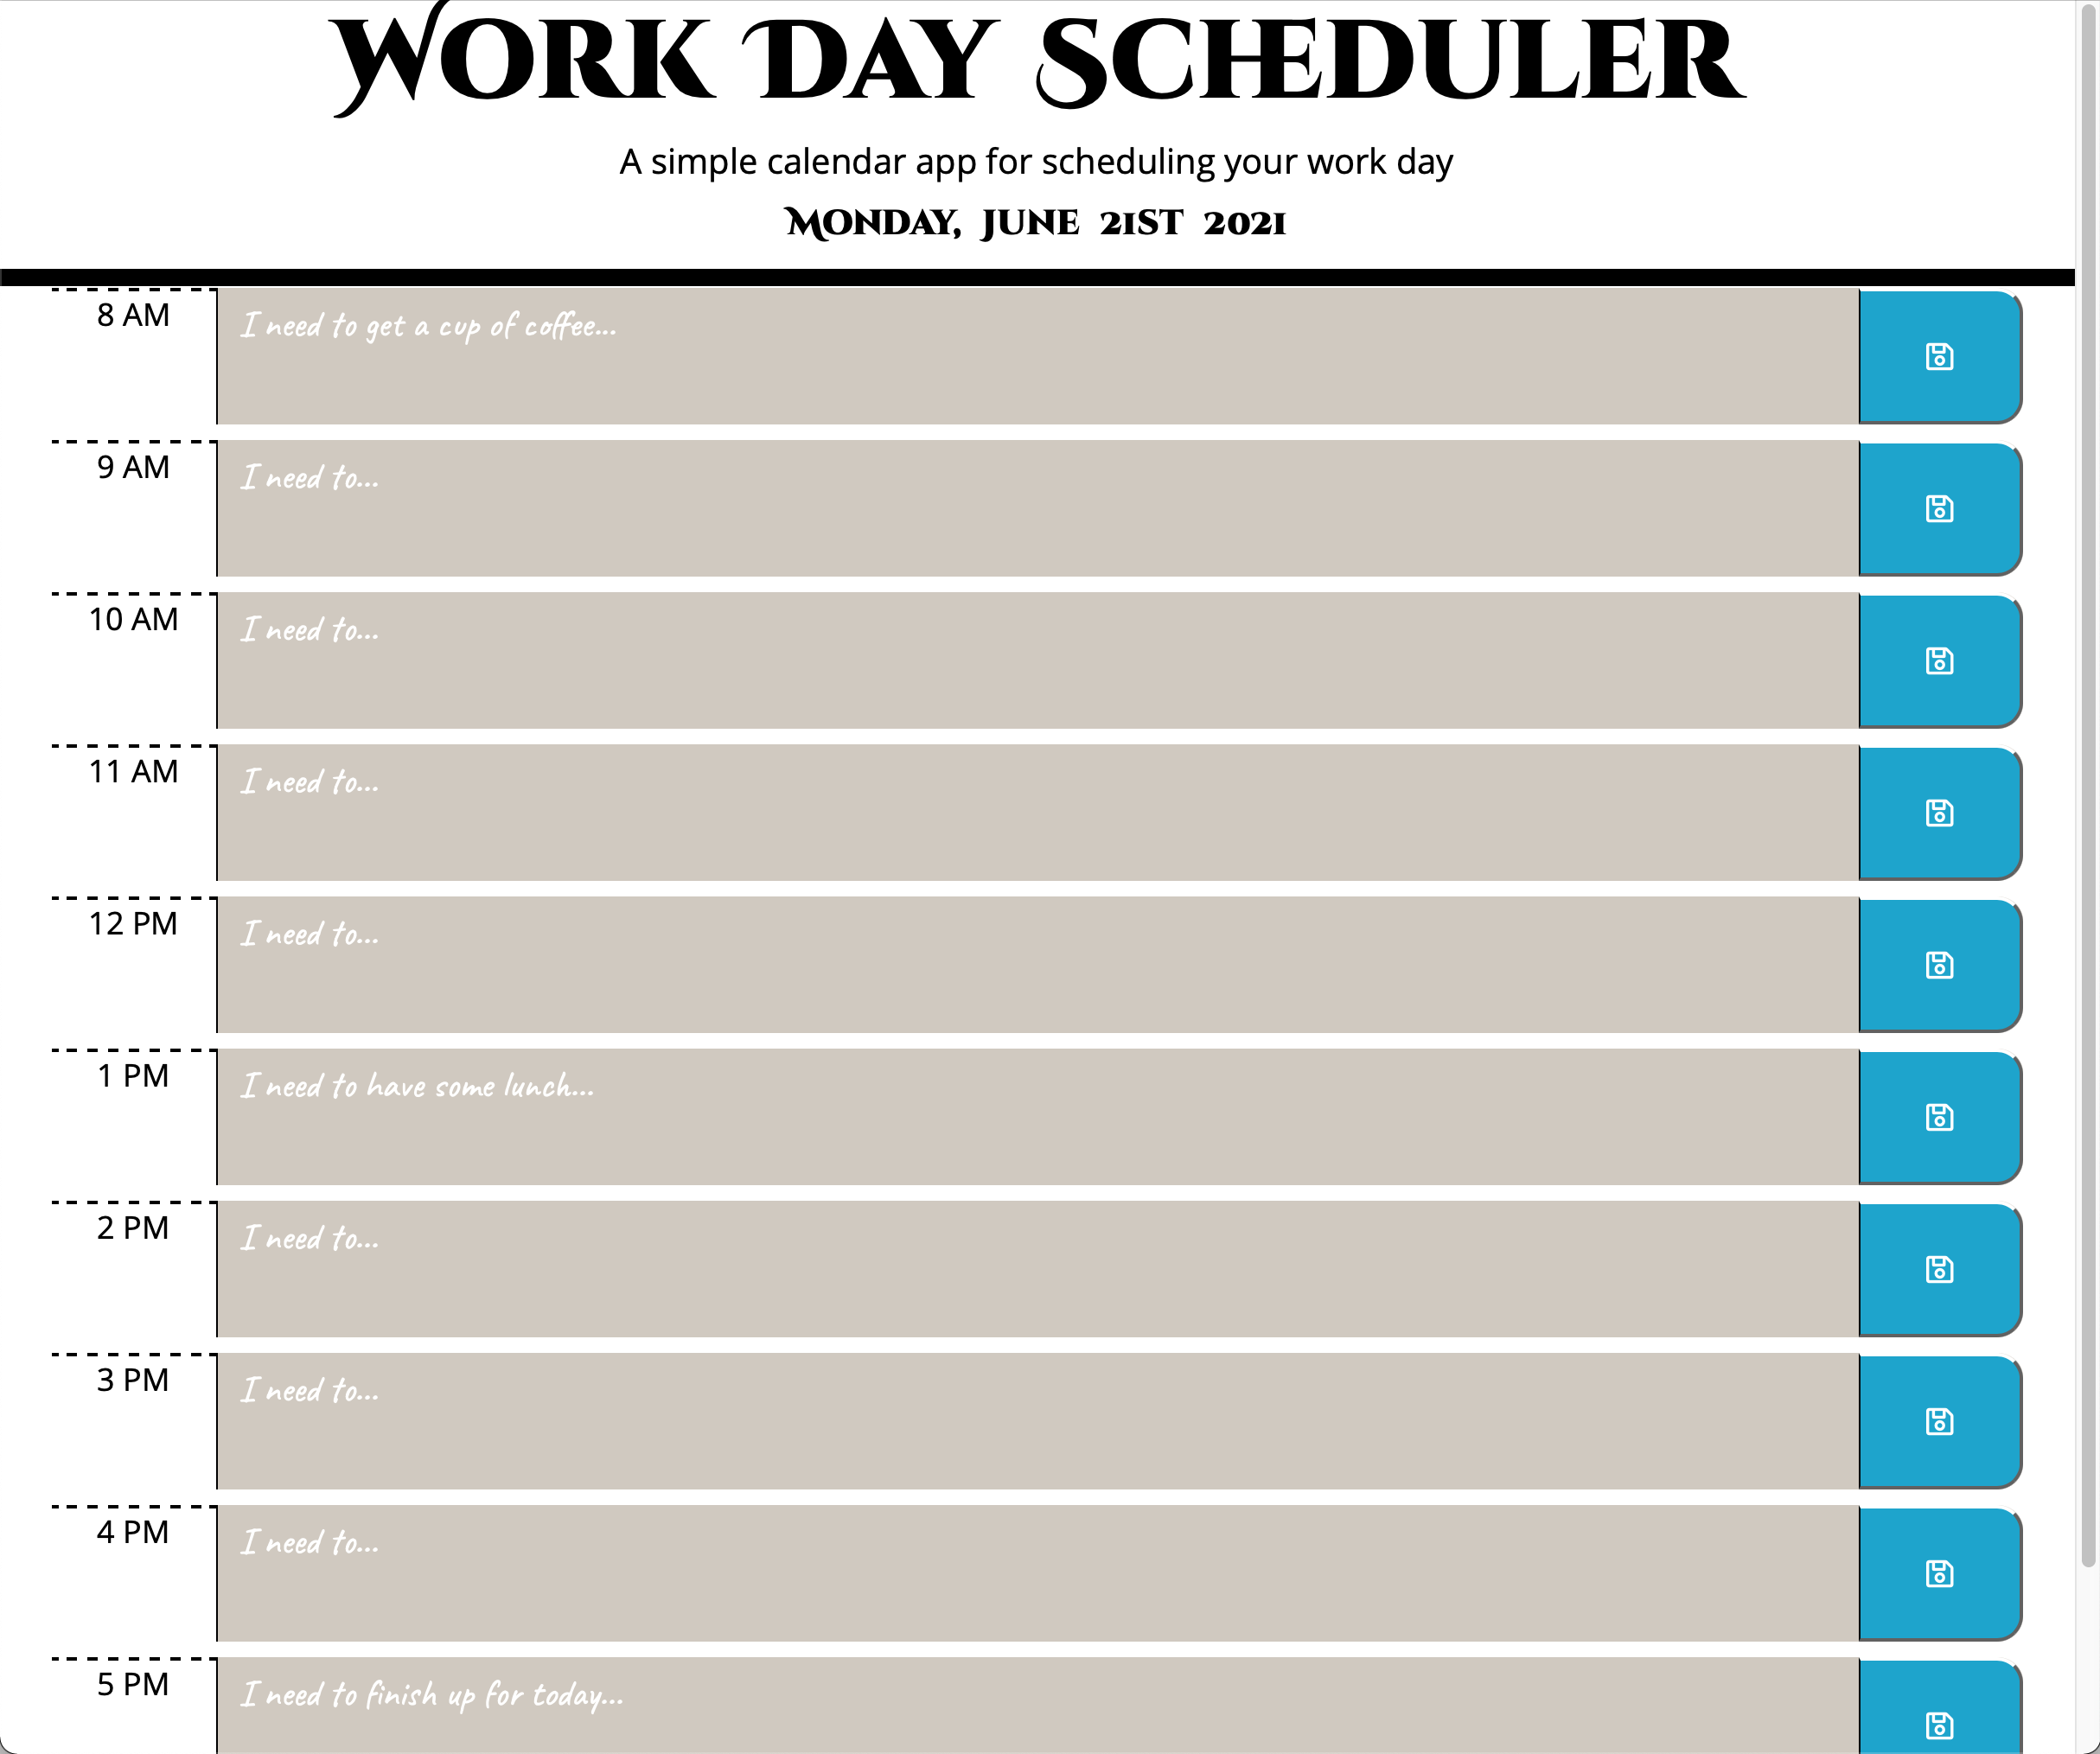 Work Day Scheduler
A simple calendar app for scheduling your work day
Monday, June 21st 2021
8 AM
I need to get a cup of coffee...
9 AM
I need to...
10 AM
I need to...
11 AM
I need to...
12 PM
I need to...
1 PM
I need to have some lunch...
2 PM
I need to...
3 PM
I need to...
4 PM
I need to...
5 PM
I need to finish up for today...